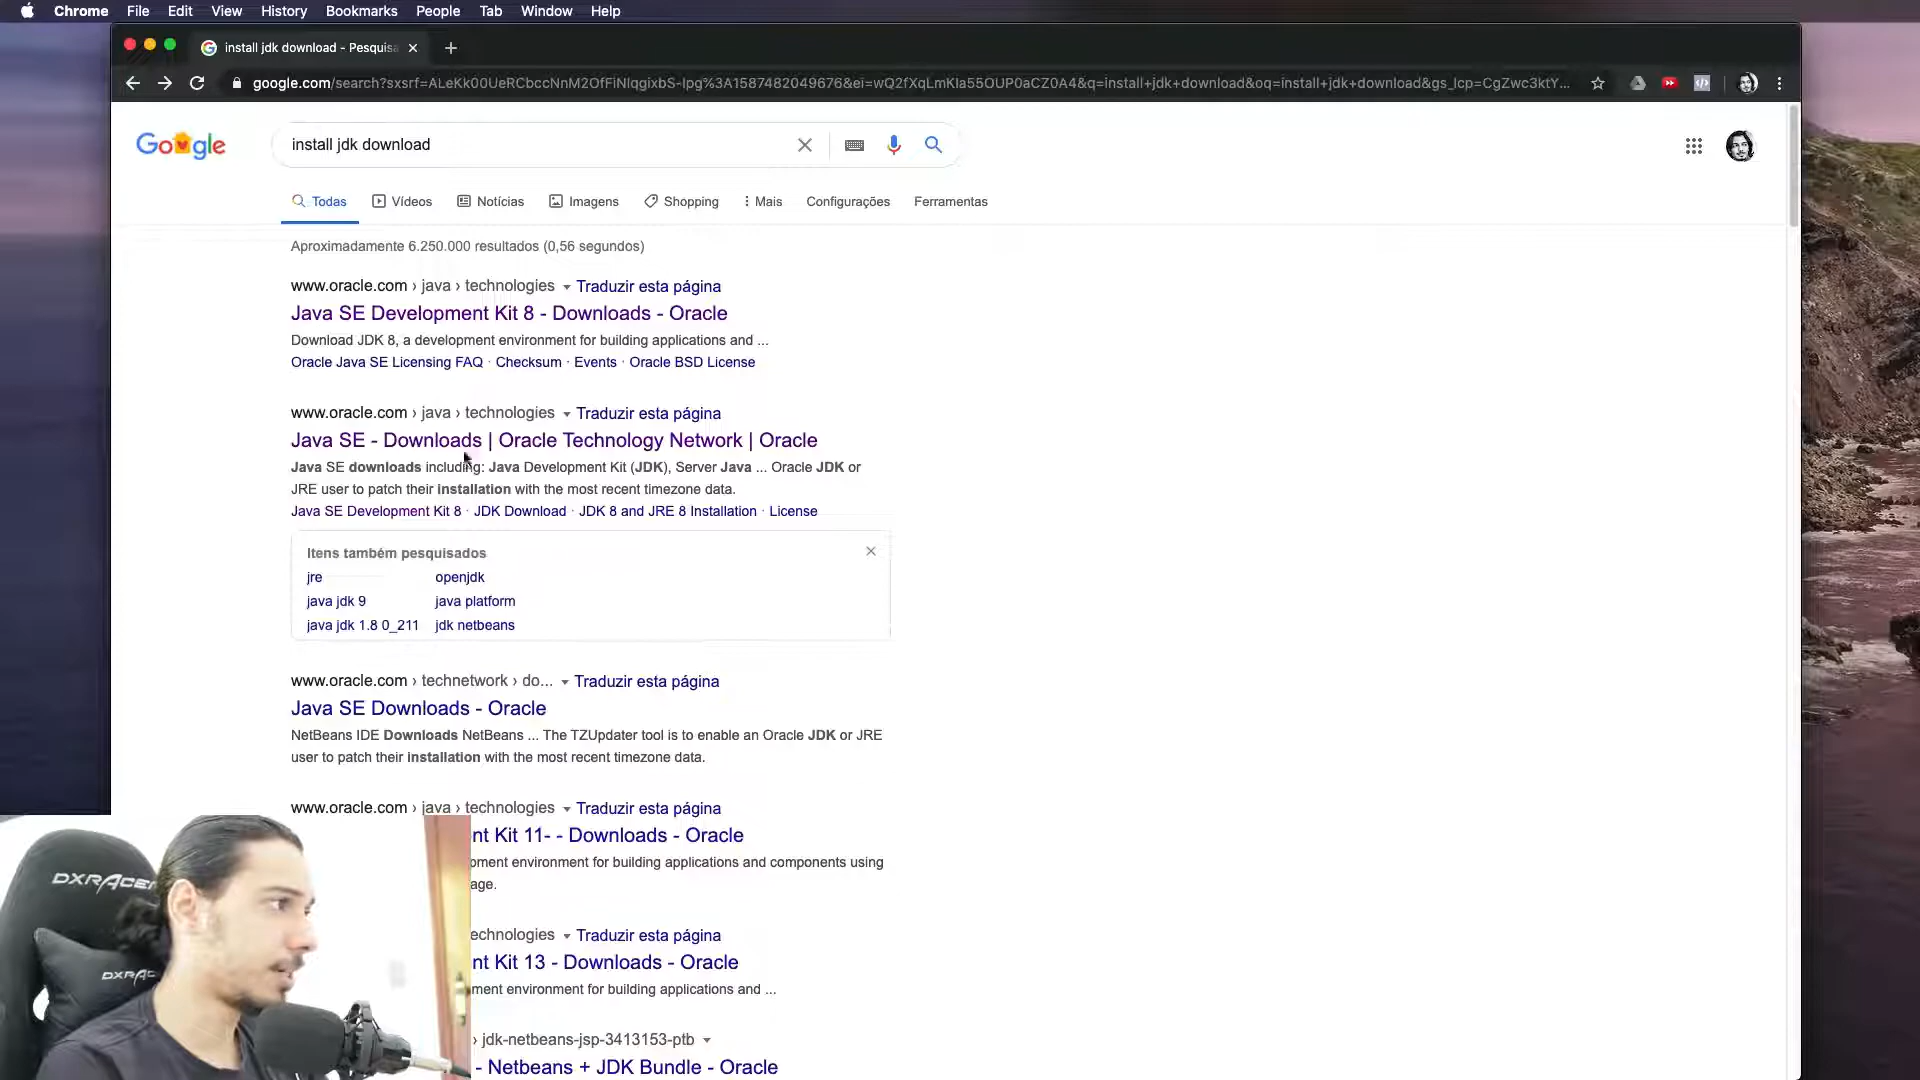 Chrome File Edit View History Bookmarks People Tab Window Help
install jdk download - Pesquisa
google.com/search?sxsrf=ALeKk00UeRCbccNnM2OfFiNlqgixbS-Ipg%3A1587482049676&ei=wQ2fXqLmKIa55OUP0aCZ0A4&q=install+jdk+download&oq=install+jdk+download&gs_lcp=CgZwc3ktY...
Google
install jdk download
Todas Vídeos Notícias Imagens Shopping Mais Configurações Ferramentas
Aproximadamente 6.250.000 resultados (0,56 segundos)
www.oracle.com › java › technologies Traduzir esta página
Java SE Development Kit 8 - Downloads - Oracle
Download JDK 8, a development environment for building applications and ...
Oracle Java SE Licensing FAQ · Checksum · Events · Oracle BSD License
www.oracle.com › java › technologies Traduzir esta página
Java SE - Downloads | Oracle Technology Network | Oracle
Java SE downloads including: Java Development Kit (JDK), Server Java ... Oracle JDK or
JRE user to patch their installation with the most recent timezone data.
Java SE Development Kit 8 · JDK Download · JDK 8 and JRE 8 Installation · License
Itens também pesquisados
jre openjdk
java jdk 9 java platform
java jdk 1.8 0_211 jdk netbeans
www.oracle.com › technetwork › do... Traduzir esta página
Java SE Downloads - Oracle
NetBeans IDE Downloads NetBeans ... The TZUpdater tool is to enable an Oracle JDK or JRE
user to patch their installation with the most recent timezone data.
www.oracle.com › java › technologies Traduzir esta página
nt Kit 11- - Downloads - Oracle
pment environment for building applications and components using
age.
echnologies Traduzir esta página
nt Kit 13 - Downloads - Oracle
ment environment for building applications and ...
› jdk-netbeans-jsp-3413153-ptb
- Netbeans + JDK Bundle - Oracle
DXRACER
DXRAC